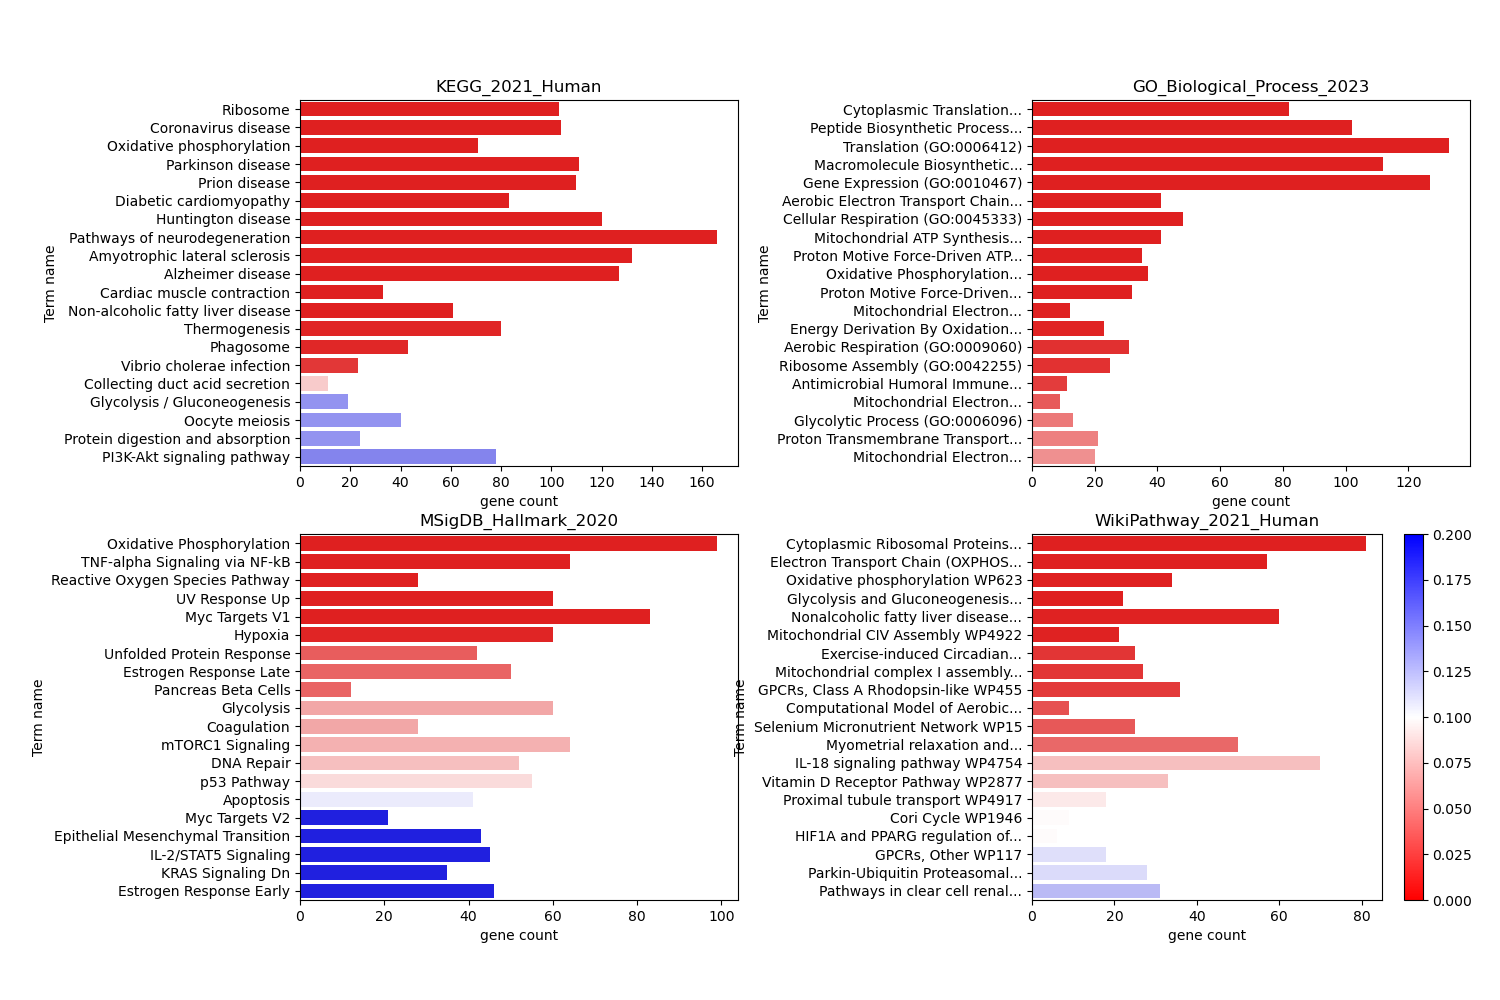 KEGG_2021_Human
Term name
Ribosome
Coronavirus disease
Oxidative phosphorylation
Parkinson disease
Prion disease
Diabetic cardiomyopathy
Huntington disease
Pathways of neurodegeneration
Amyotrophic lateral sclerosis
Alzheimer disease
Cardiac muscle contraction
Non-alcoholic fatty liver disease
Thermogenesis
Phagosome
Vibrio cholerae infection
Collecting duct acid secretion
Glycolysis / Gluconeogenesis
Oocyte meiosis
Protein digestion and absorption
PI3K-Akt signaling pathway
0 20 40 60 80 100 120 140 160
gene count
GO_Biological_Process_2023
Term name
Cytoplasmic Translation...
Peptide Biosynthetic Process...
Translation (GO:0006412)
Macromolecule Biosynthetic...
Gene Expression (GO:0010467)
Aerobic Electron Transport Chain...
Cellular Respiration (GO:0045333)
Mitochondrial ATP Synthesis...
Proton Motive Force-Driven ATP...
Oxidative Phosphorylation...
Proton Motive Force-Driven...
Mitochondrial Electron...
Energy Derivation By Oxidation...
Aerobic Respiration (GO:0009060)
Ribosome Assembly (GO:0042255)
Antimicrobial Humoral Immune...
Mitochondrial Electron...
Glycolytic Process (GO:0006096)
Proton Transmembrane Transport...
Mitochondrial Electron...
0 20 40 60 80 100 120
gene count
MSigDB_Hallmark_2020
Term name
Oxidative Phosphorylation
TNF-alpha Signaling via NF-kB
Reactive Oxygen Species Pathway
UV Response Up
Myc Targets V1
Hypoxia
Unfolded Protein Response
Estrogen Response Late
Pancreas Beta Cells
Glycolysis
Coagulation
mTORC1 Signaling
DNA Repair
p53 Pathway
Apoptosis
Myc Targets V2
Epithelial Mesenchymal Transition
IL-2/STAT5 Signaling
KRAS Signaling Dn
Estrogen Response Early
0 20 40 60 80 100
gene count
WikiPathway_2021_Human
Term name
Cytoplasmic Ribosomal Proteins...
Electron Transport Chain (OXPHOS...
Oxidative phosphorylation WP623
Glycolysis and Gluconeogenesis...
Nonalcoholic fatty liver disease...
Mitochondrial CIV Assembly WP4922
Exercise-induced Circadian...
Mitochondrial complex I assembly...
GPCRs, Class A Rhodopsin-like WP455
Computational Model of Aerobic...
Selenium Micronutrient Network WP15
Myometrial relaxation and...
IL-18 signaling pathway WP4754
Vitamin D Receptor Pathway WP2877
Proximal tubule transport WP4917
Cori Cycle WP1946
HIF1A and PPARG regulation of...
GPCRs, Other WP117
Parkin-Ubiquitin Proteasomal...
Pathways in clear cell renal...
0 20 40 60 80
gene count
0.200
0.175
0.150
0.125
0.100
0.075
0.050
0.025
0.000